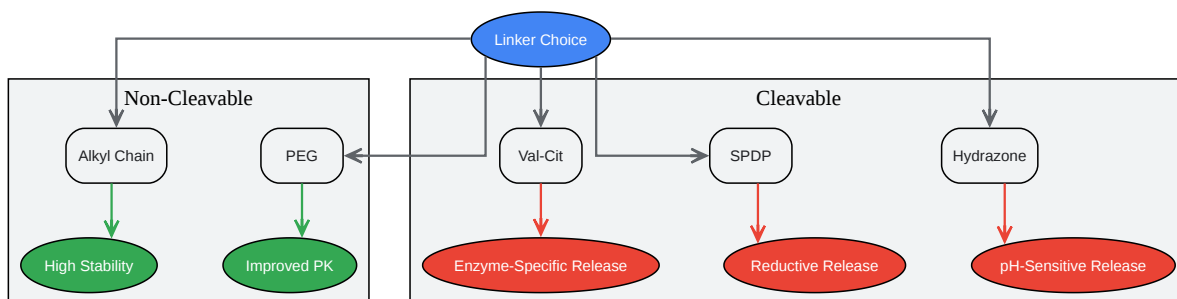 Linker Choice
Non-Cleavable
Cleavable
Alkyl Chain
PEG
Val-Cit
SPDP
Hydrazone
High Stability
Improved PK
Enzyme-Specific Release
Reductive Release
pH-Sensitive Release